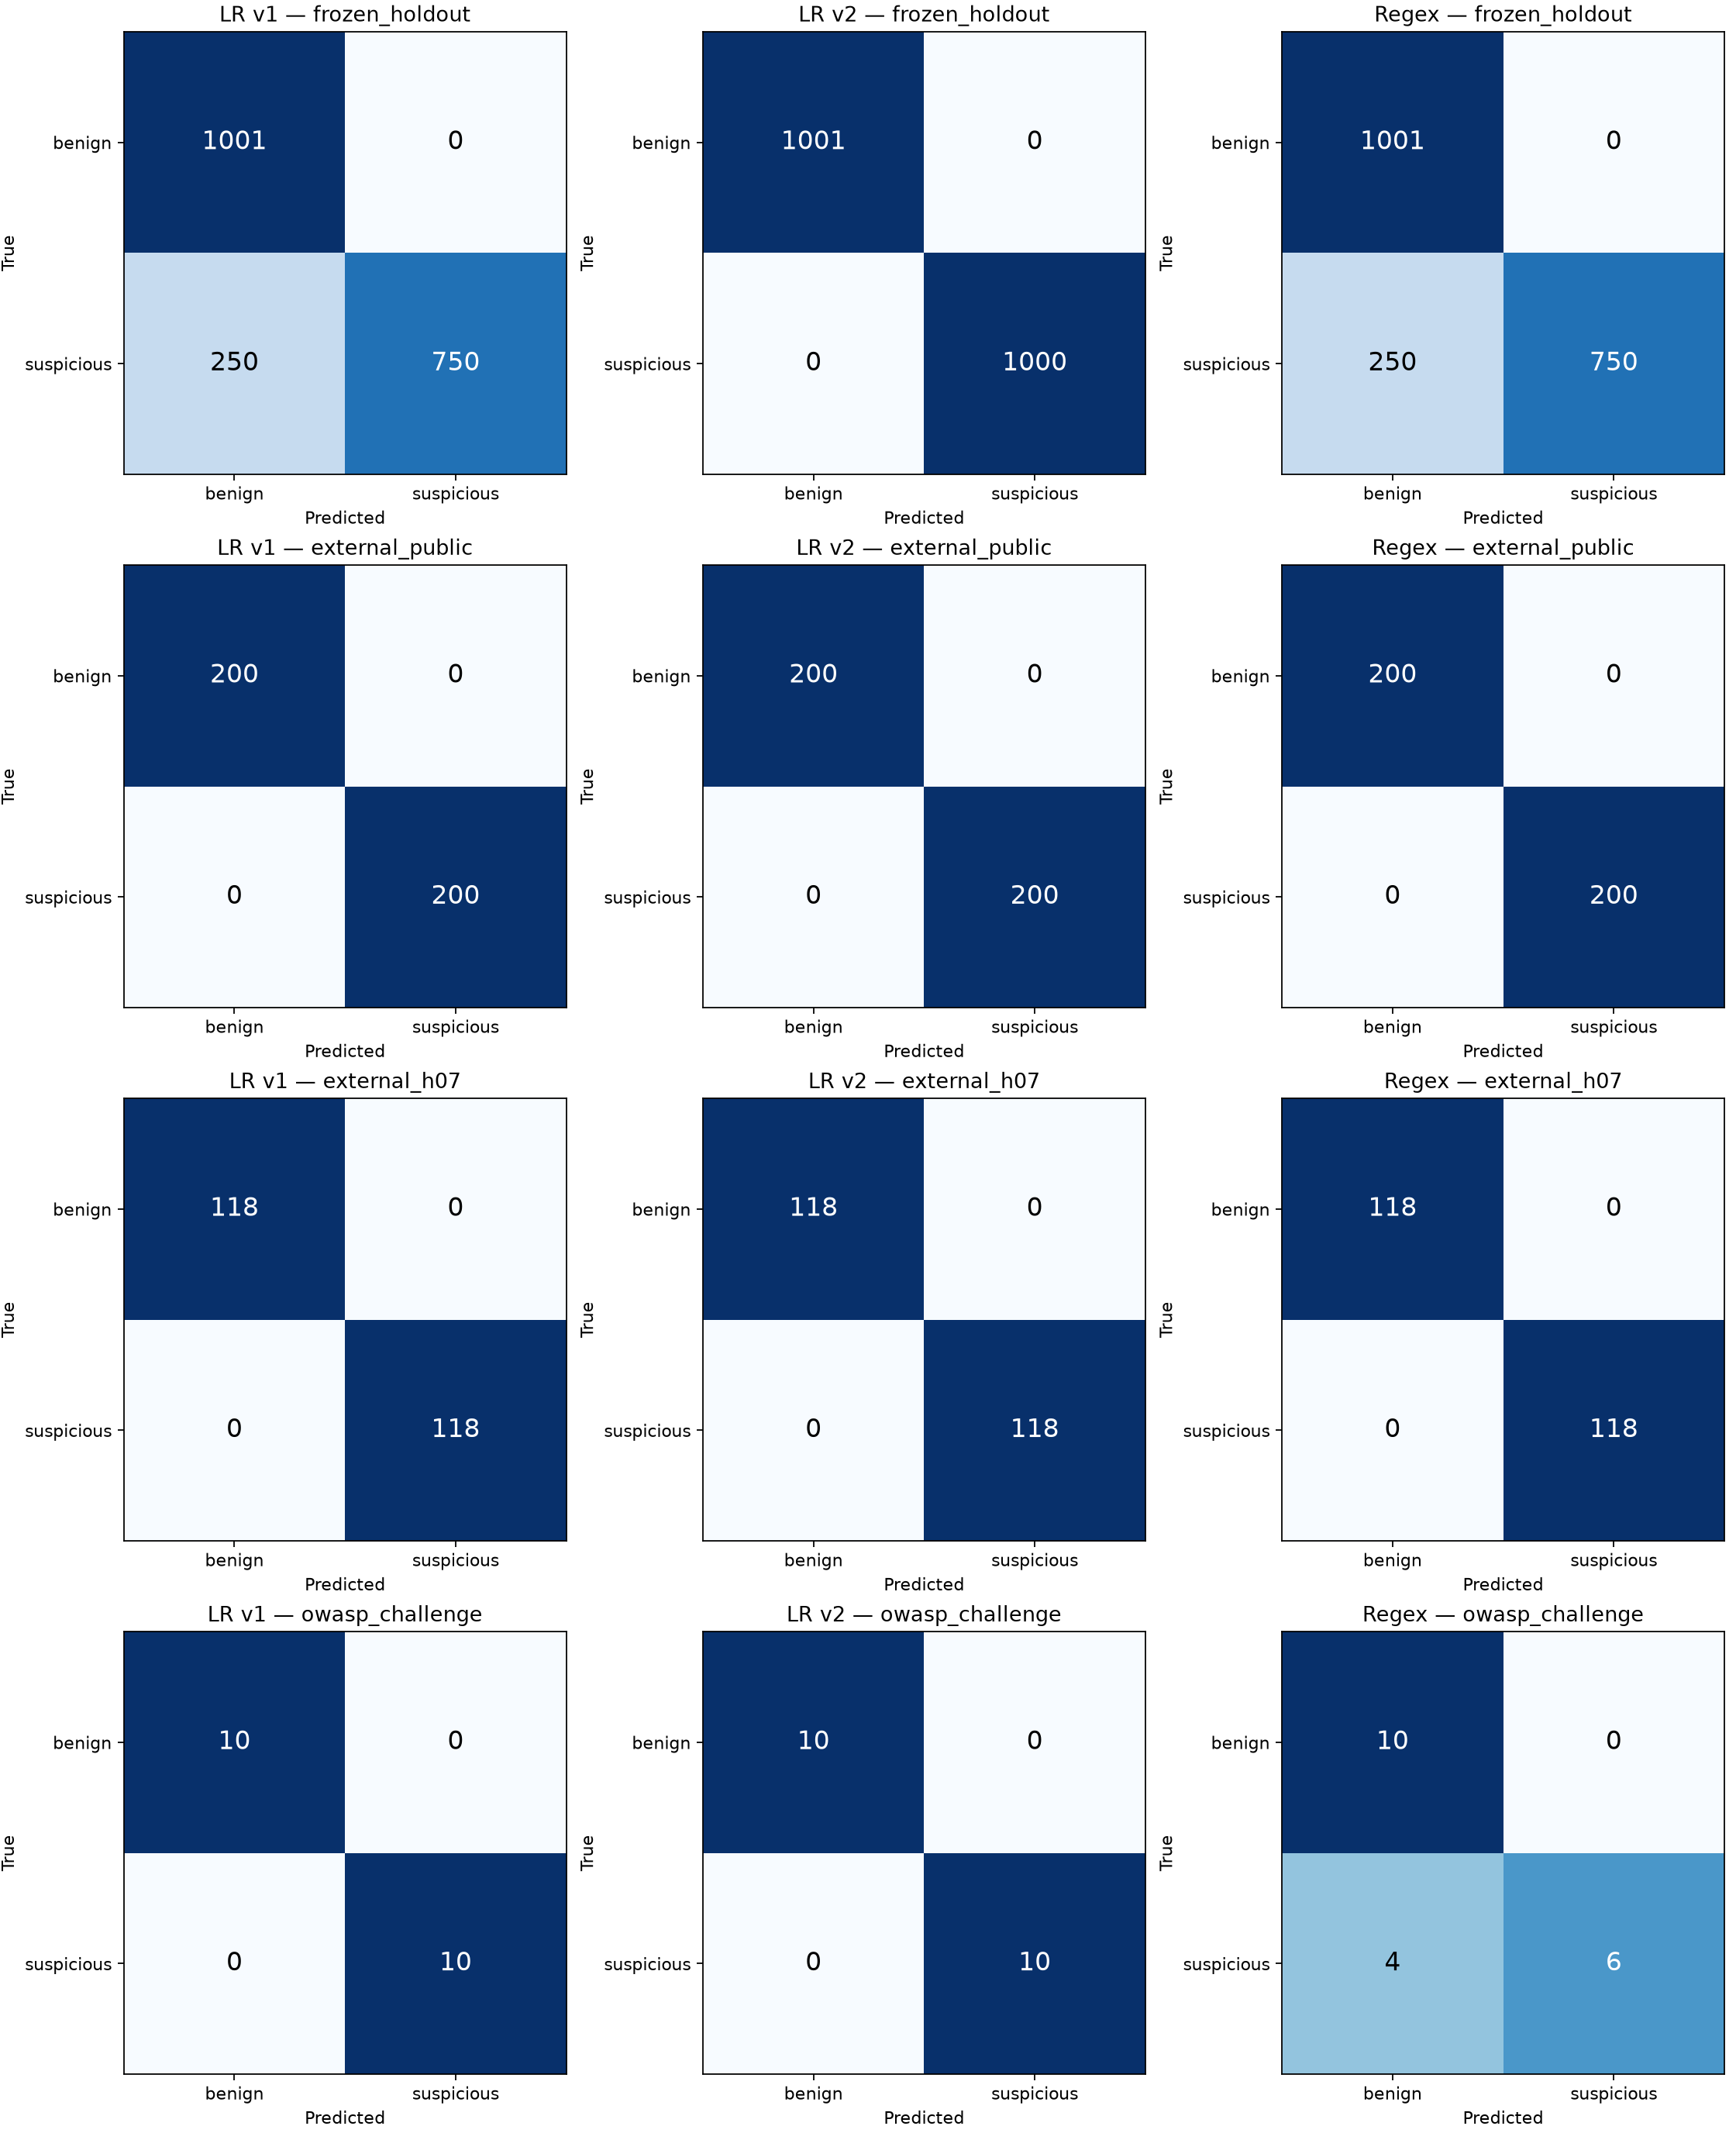 LR v1 — frozen_holdout
benign
suspicious
True
1001
0
250
750
benign
suspicious
Predicted
LR v2 — frozen_holdout
benign
suspicious
True
1001
0
0
1000
benign
suspicious
Predicted
Regex — frozen_holdout
benign
suspicious
True
1001
0
250
750
benign
suspicious
Predicted
LR v1 — external_public
benign
suspicious
True
200
0
0
200
benign
suspicious
Predicted
LR v2 — external_public
benign
suspicious
True
200
0
0
200
benign
suspicious
Predicted
Regex — external_public
benign
suspicious
True
200
0
0
200
benign
suspicious
Predicted
LR v1 — external_h07
benign
suspicious
True
118
0
0
118
benign
suspicious
Predicted
LR v2 — external_h07
benign
suspicious
True
118
0
0
118
benign
suspicious
Predicted
Regex — external_h07
benign
suspicious
True
118
0
0
118
benign
suspicious
Predicted
LR v1 — owasp_challenge
benign
suspicious
True
10
0
0
10
benign
suspicious
Predicted
LR v2 — owasp_challenge
benign
suspicious
True
10
0
0
10
benign
suspicious
Predicted
Regex — owasp_challenge
benign
suspicious
True
10
0
4
6
benign
suspicious
Predicted